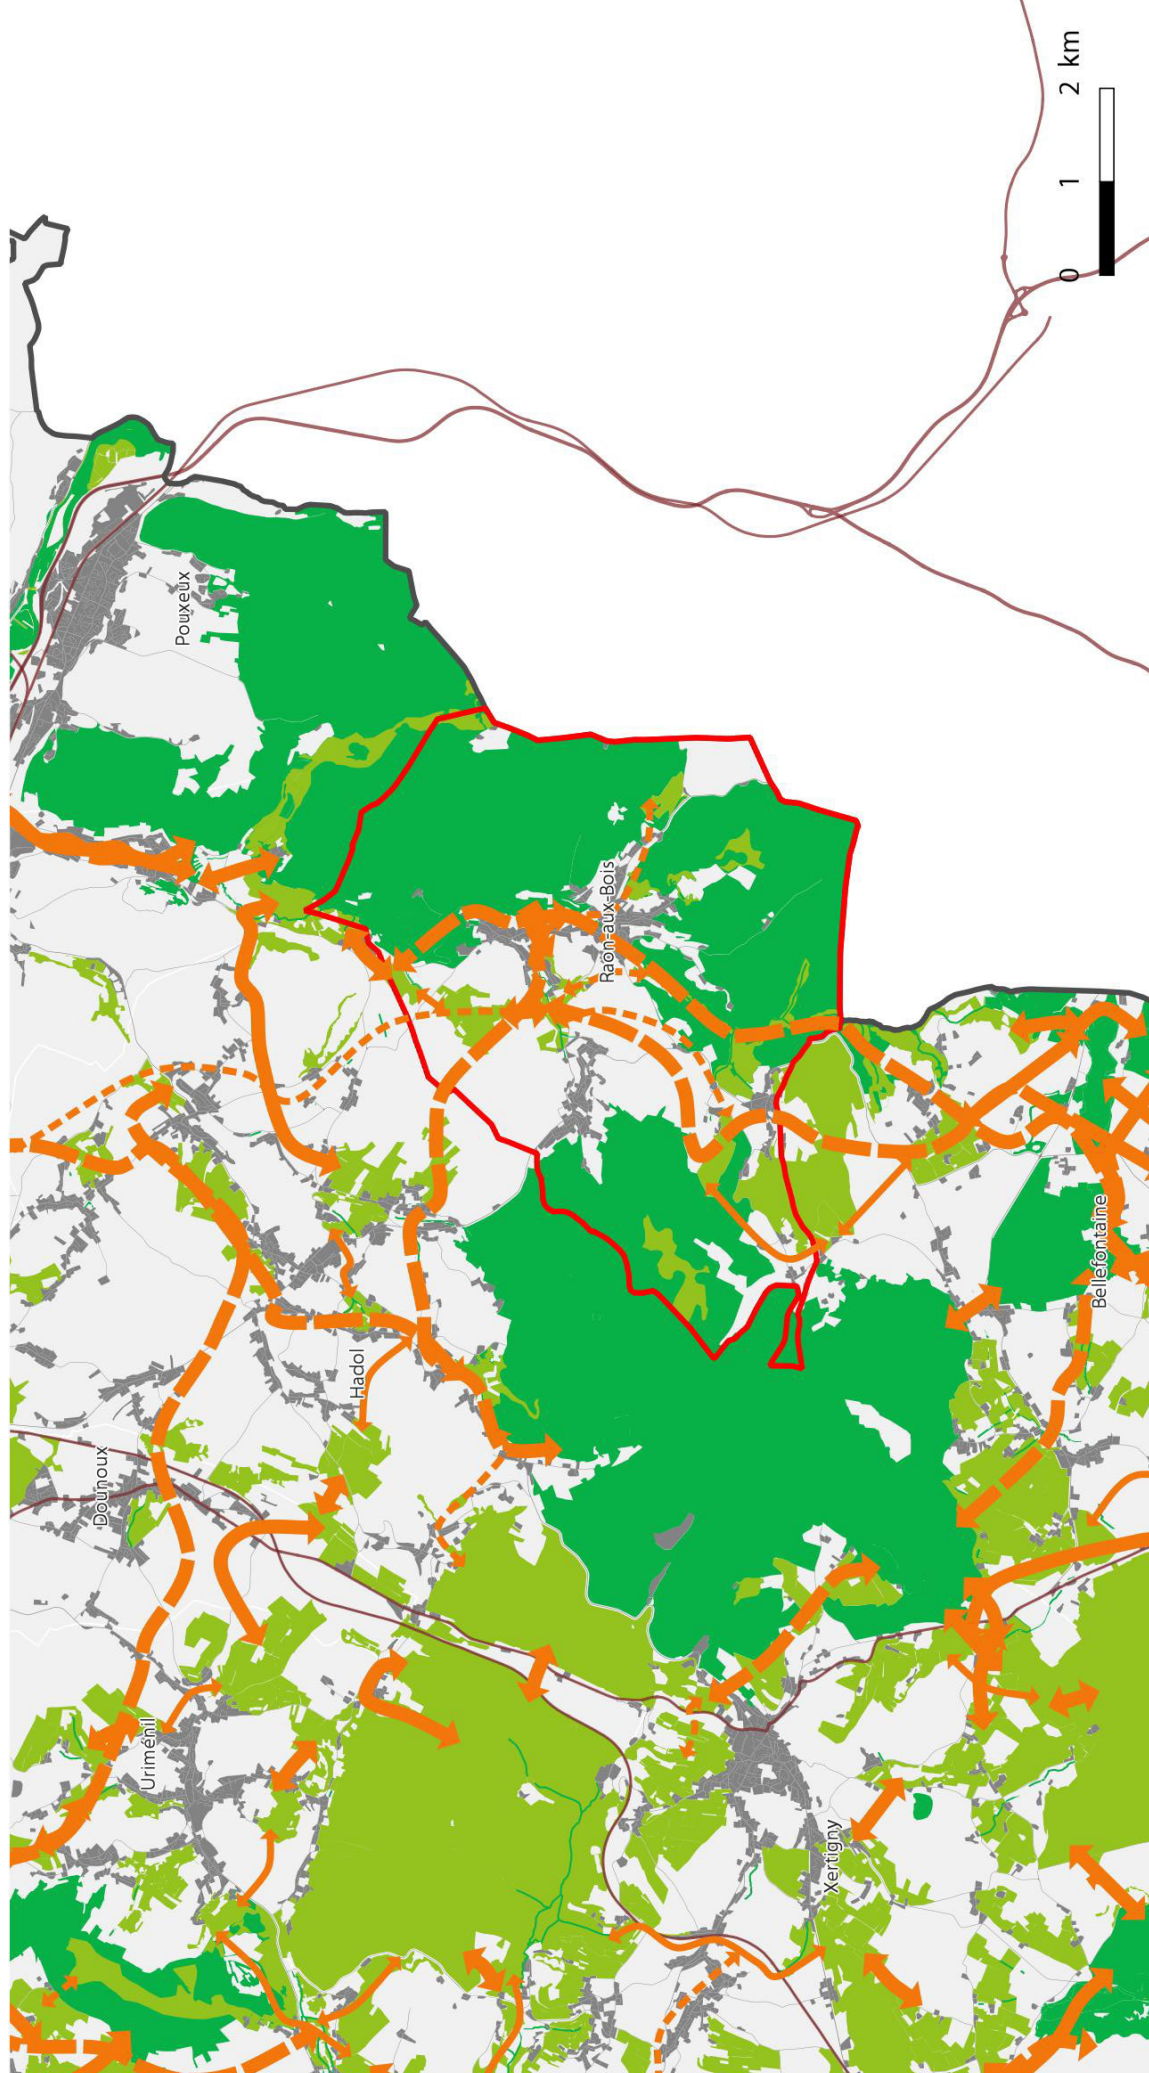 Pouxeux
Raon-aux-Bois
Hadol
Dounoux
Uriménil
Xertigny
Bellefontaine
0 1 2 km